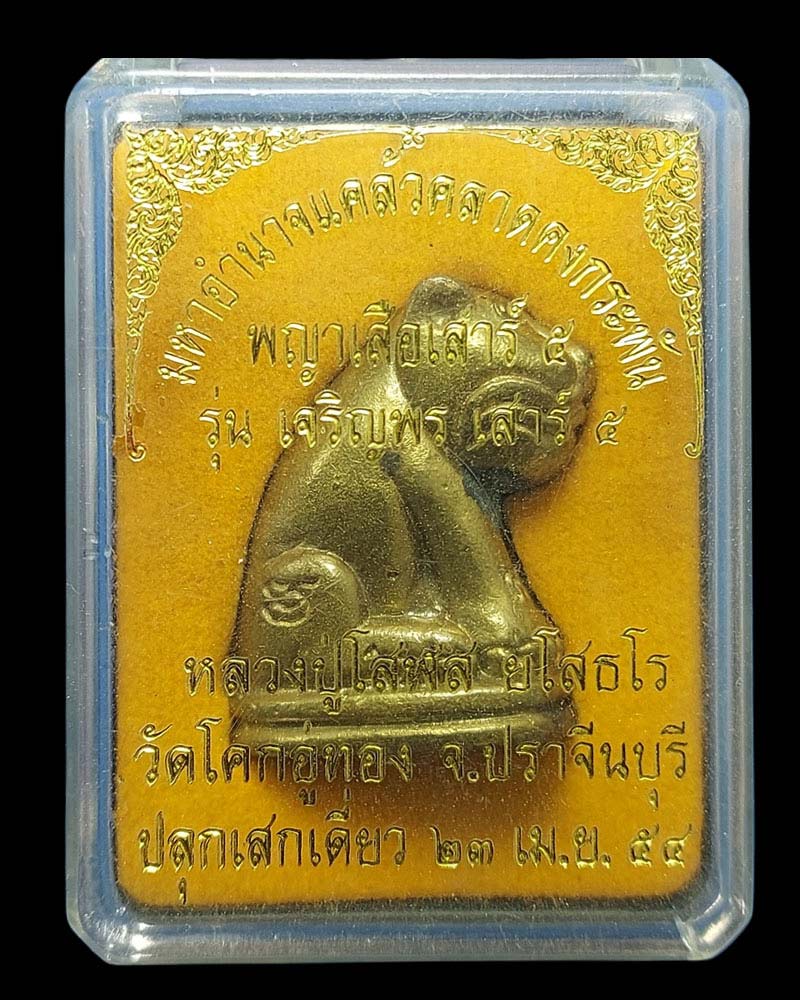 มหาอำนาจแคล้วคลาดคงกระพัน
พญาเสือเสาร์ ๕
รุ่น เจริญพร เสาร์ ๕
หลวงปู่โสฬส ยโสธโร
วัดโคกอู่ทอง จ.ปราจีนบุรี
ปลุกเสกเดี่ยว ๒๓ เม.ย. ๕๔